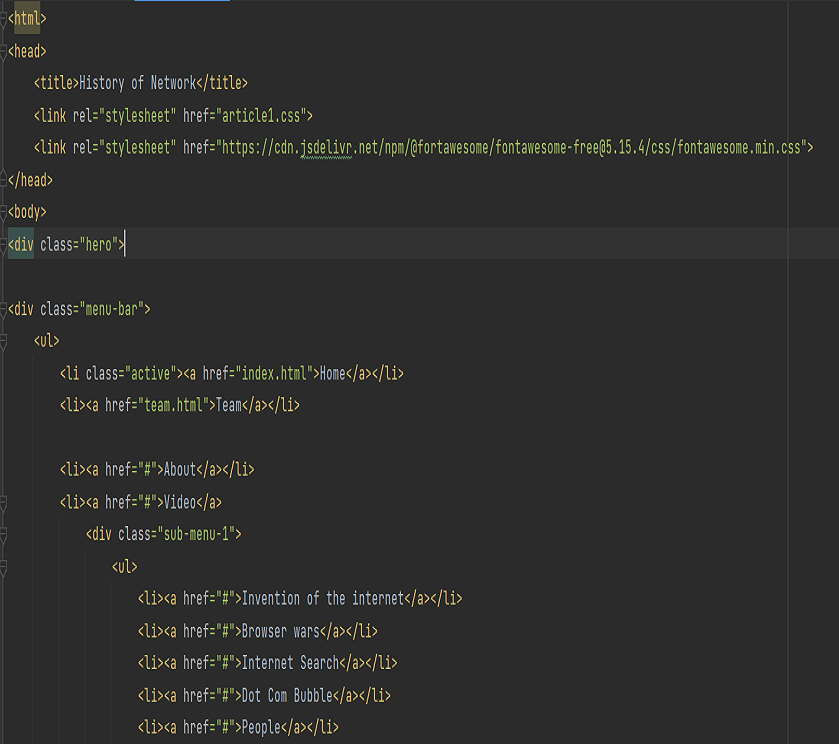 <html>
<head>
<title>History of Network</title>
<link rel="stylesheet" href="article1.css">
<link rel="stylesheet" href="https://cdn.jsdelivr.net/npm/@fortawesome/fontawesome-free@5.15.4/css/fontawesome.min.css">
</head>
<body>
<div class="hero">
<div class="menu-bar">
<ul>
<li class="active"><a href="index.html">Home</a></li>
<li><a href="team.html">Team</a></li>
<li><a href="#">About</a></li>
<li><a href="#">Video</a>
<div class="sub-menu-1">
<ul>
<li><a href="#">Invention of the internet</a></li>
<li><a href="#">Browser wars</a></li>
<li><a href="#">Internet Search</a></li>
<li><a href="#">Dot Com Bubble</a></li>
<li><a href="#">People</a></li>